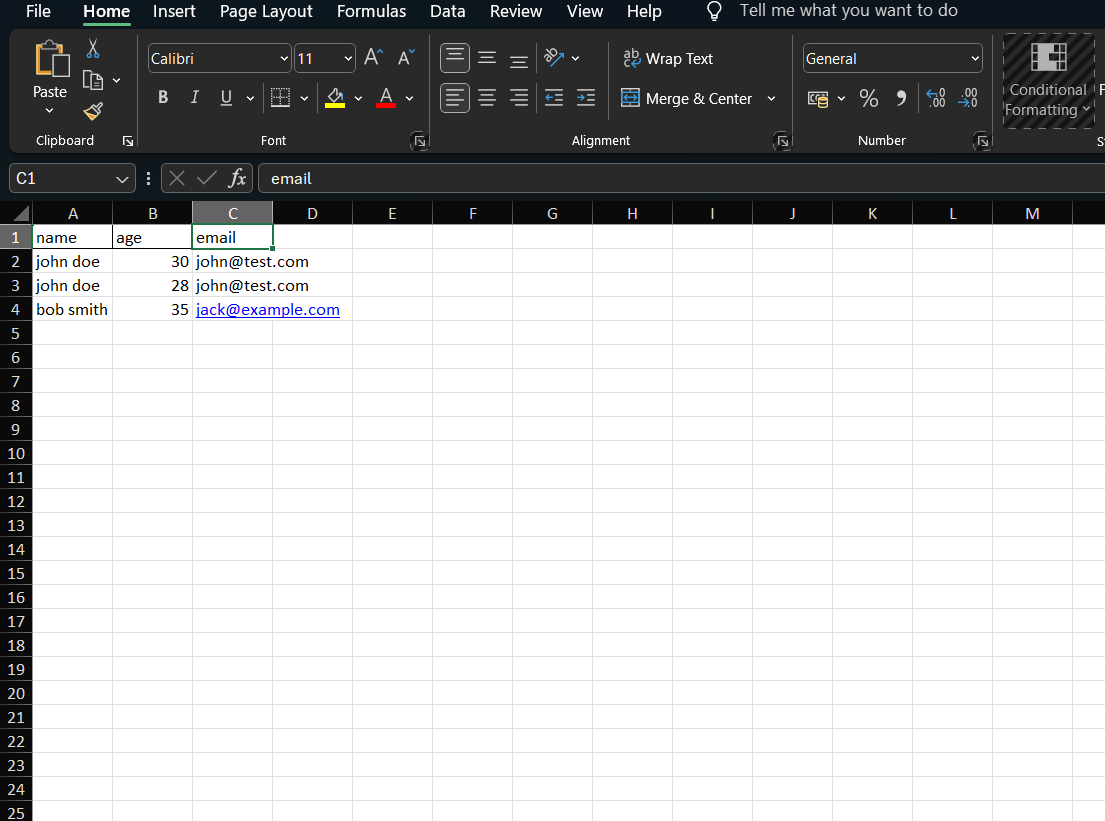 File Home Insert Page Layout Formulas Data Review View Help Tell me what you want to do
Calibri 11 Wrap Text General
Paste Conditional
B I U A Merge & Center % 9 .00 .00 Formatting
Clipboard Font Alignment Number
C1 fx email
A B C D E F G H I J K L M
1 name age email
2 john doe 30 john@test.com
3 john doe 28 john@test.com
4 bob smith 35 jack@example.com
5
6
7
8
9
10
11
12
13
14
15
16
17
18
19
20
21
22
23
24
25